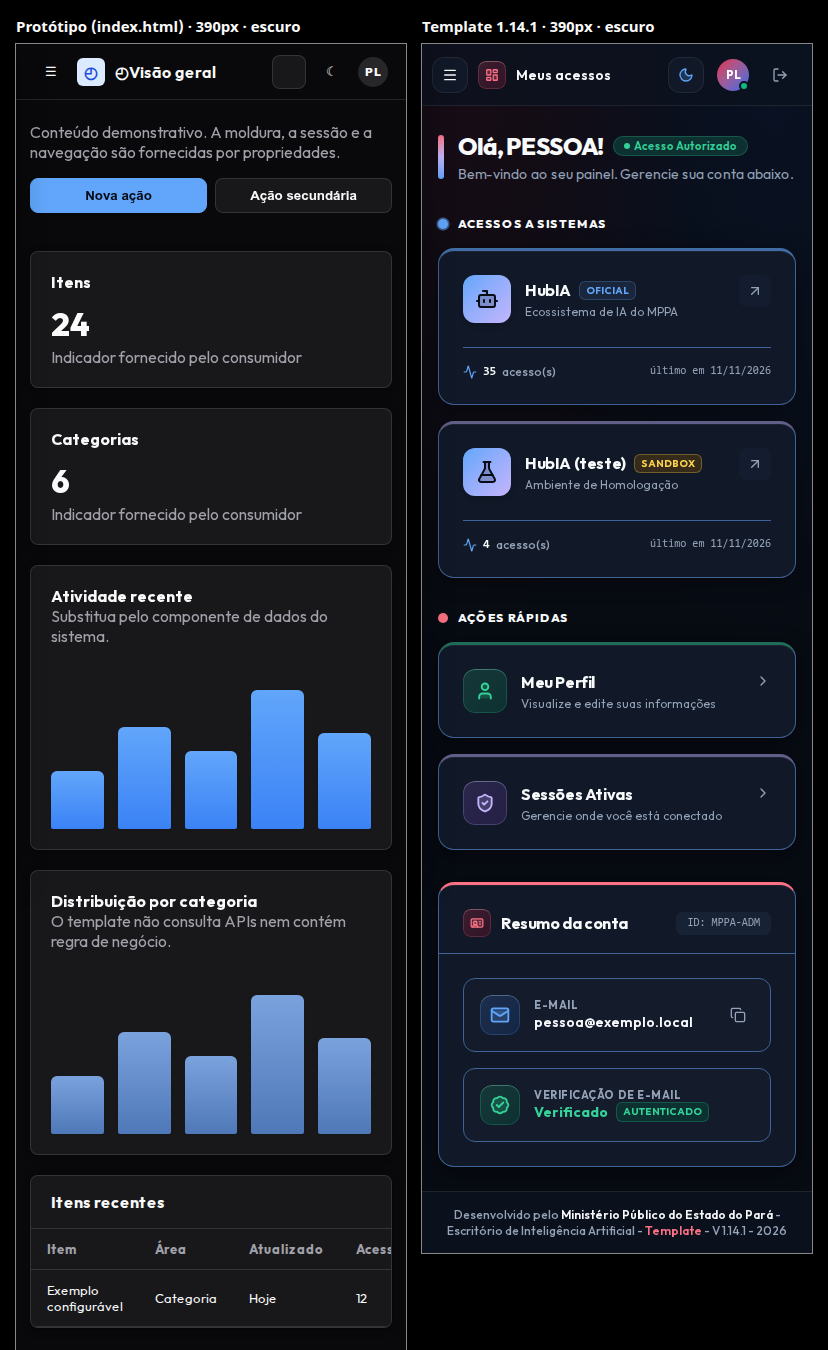 Protótipo (index.html) · 390px · escuro
Visão geral
PL
Conteúdo demonstrativo. A moldura, a sessão e a
navegação são fornecidas por propriedades.
Nova ação
Ação secundária
Itens
24
Indicador fornecido pelo consumidor
Categorias
6
Indicador fornecido pelo consumidor
Atividade recente
Substitua pelo componente de dados do
sistema.
Distribuição por categoria
O template não consulta APIs nem contém
regra de negócio.
Itens recentes
Item Área Atualizado Acess
Exemplo
configurável
Categoria Hoje 12
Template 1.14.1 · 390px · escuro
Meus acessos
PL
Olá, PESSOA!
Acesso Autorizado
Bem-vindo ao seu painel. Gerencie sua conta abaixo.
ACESSOS A SISTEMAS
HubIA OFICIAL
Ecossistema de IA do MPPA
35 acesso(s) último em 11/11/2026
HubIA (teste) SANDBOX
Ambiente de Homologação
4 acesso(s) último em 11/11/2026
AÇÕES RÁPIDAS
Meu Perfil
Visualize e edite suas informações
Sessões Ativas
Gerencie onde você está conectado
Resumo da conta ID: MPPA-ADM
E-MAIL
pessoa@exemplo.local
VERIFICAÇÃO DE E-MAIL
Verificado AUTENTICADO
Desenvolvido pelo Ministério Público do Estado do Pará -
Escritório de Inteligência Artificial - Template - V1.14.1 - 2026